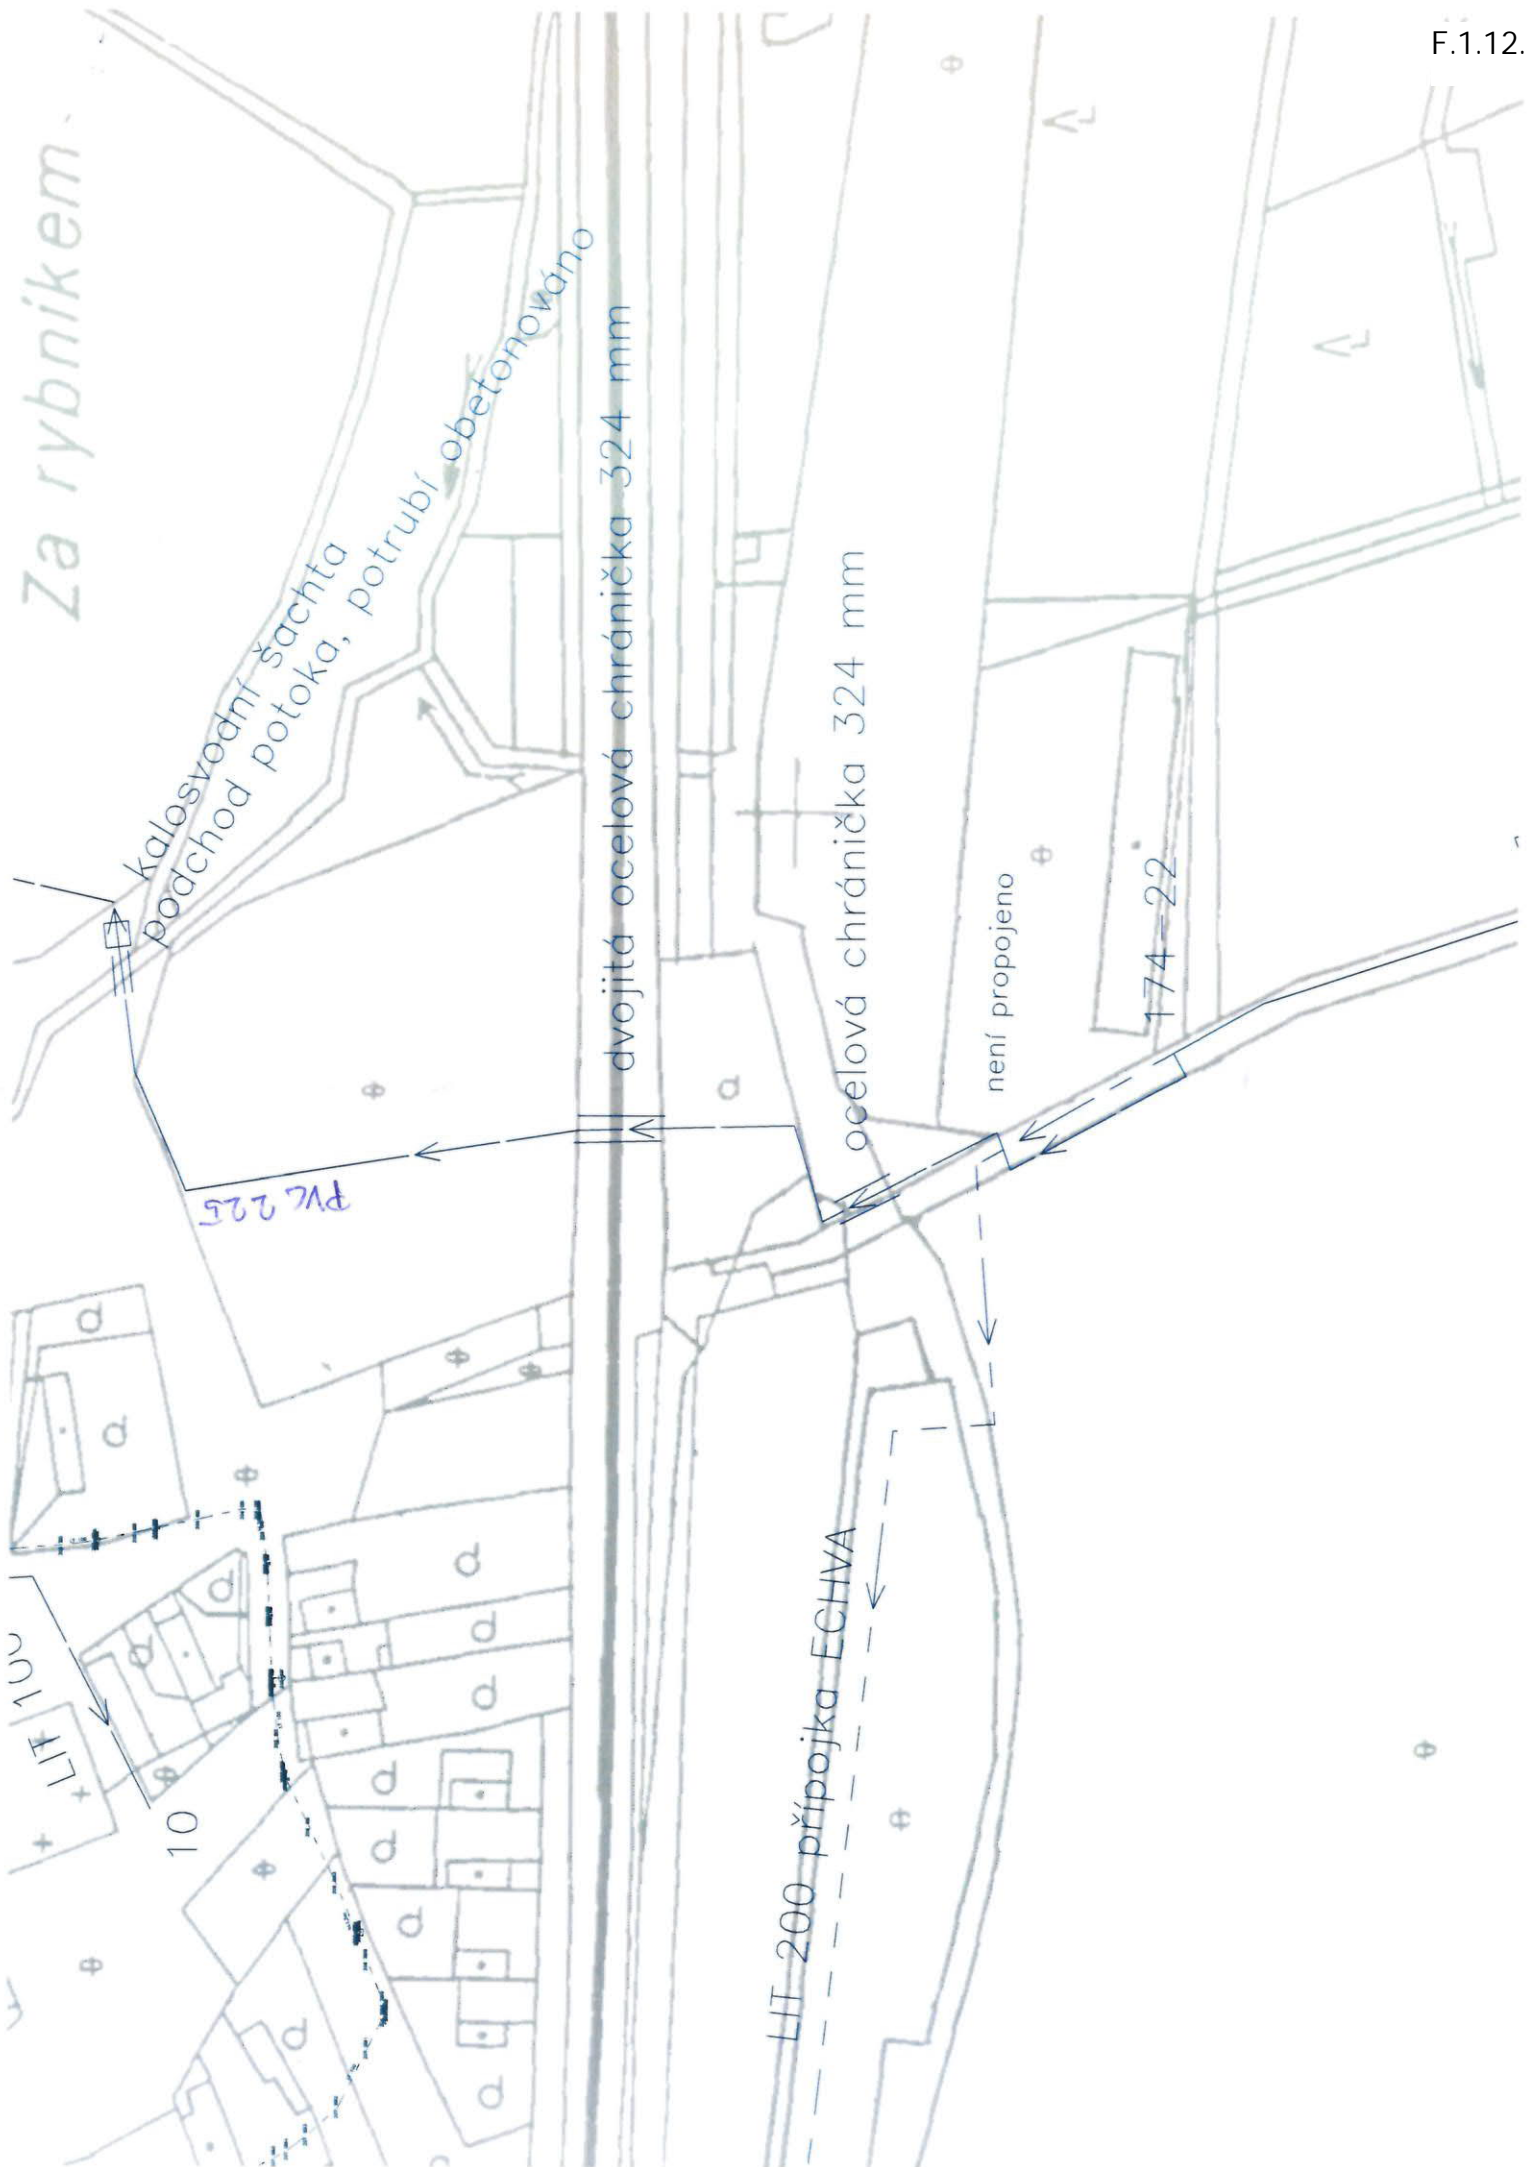 F.1.12.
Za rybníkem
kalosvodní šachta
podchod potoka, potrubí obetonováno
dvojitá ocelová chránička 324 mm
ocelová chránička 324 mm
není propojeno
174-22
PVC 225
LIT 100
10
LIT 200 přípojka ECHVA